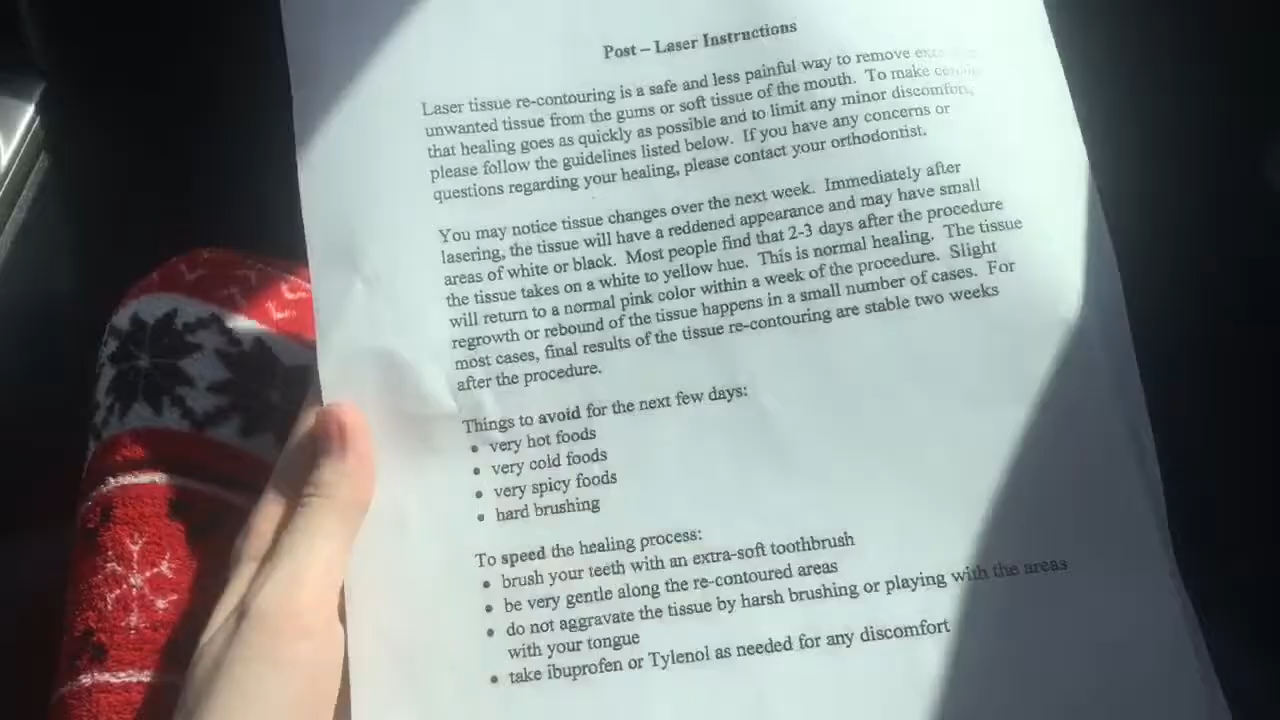 Post – Laser Instructions
Laser tissue re-contouring is a safe and less painful way to remove
unwanted tissue from the gums or soft tissue of the mouth. To make
that healing goes as quickly as possible and to limit any minor discomfort,
please follow the guidelines listed below. If you have any concerns or
questions regarding your healing, please contact your orthodontist.
You may notice tissue changes over the next week. Immediately after
lasering, the tissue will have a reddened appearance and may have small
areas of white or black. Most people find that 2-3 days after the procedure
the tissue takes on a white to yellow hue. This is normal healing. The tissue
will return to a normal pink color within a week of the procedure. Slight
regrowth or rebound of the tissue happens in a small number of cases. For
most cases, final results of the tissue re-contouring are stable two weeks
after the procedure.
Things to avoid for the next few days:
• very hot foods
• very cold foods
• very spicy foods
• hard brushing
To speed the healing process:
• brush your teeth with an extra-soft toothbrush
• be very gentle along the re-contoured areas
• do not aggravate the tissue by harsh brushing or playing with the areas
with your tongue
• take ibuprofen or Tylenol as needed for any discomfort